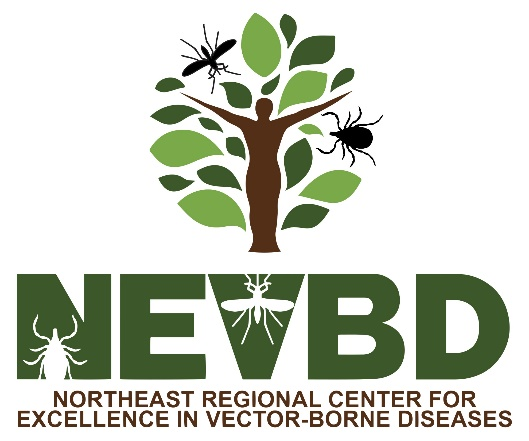 NEVBD
NORTHEAST REGIONAL CENTER FOR
EXCELLENCE IN VECTOR-BORNE DISEASES